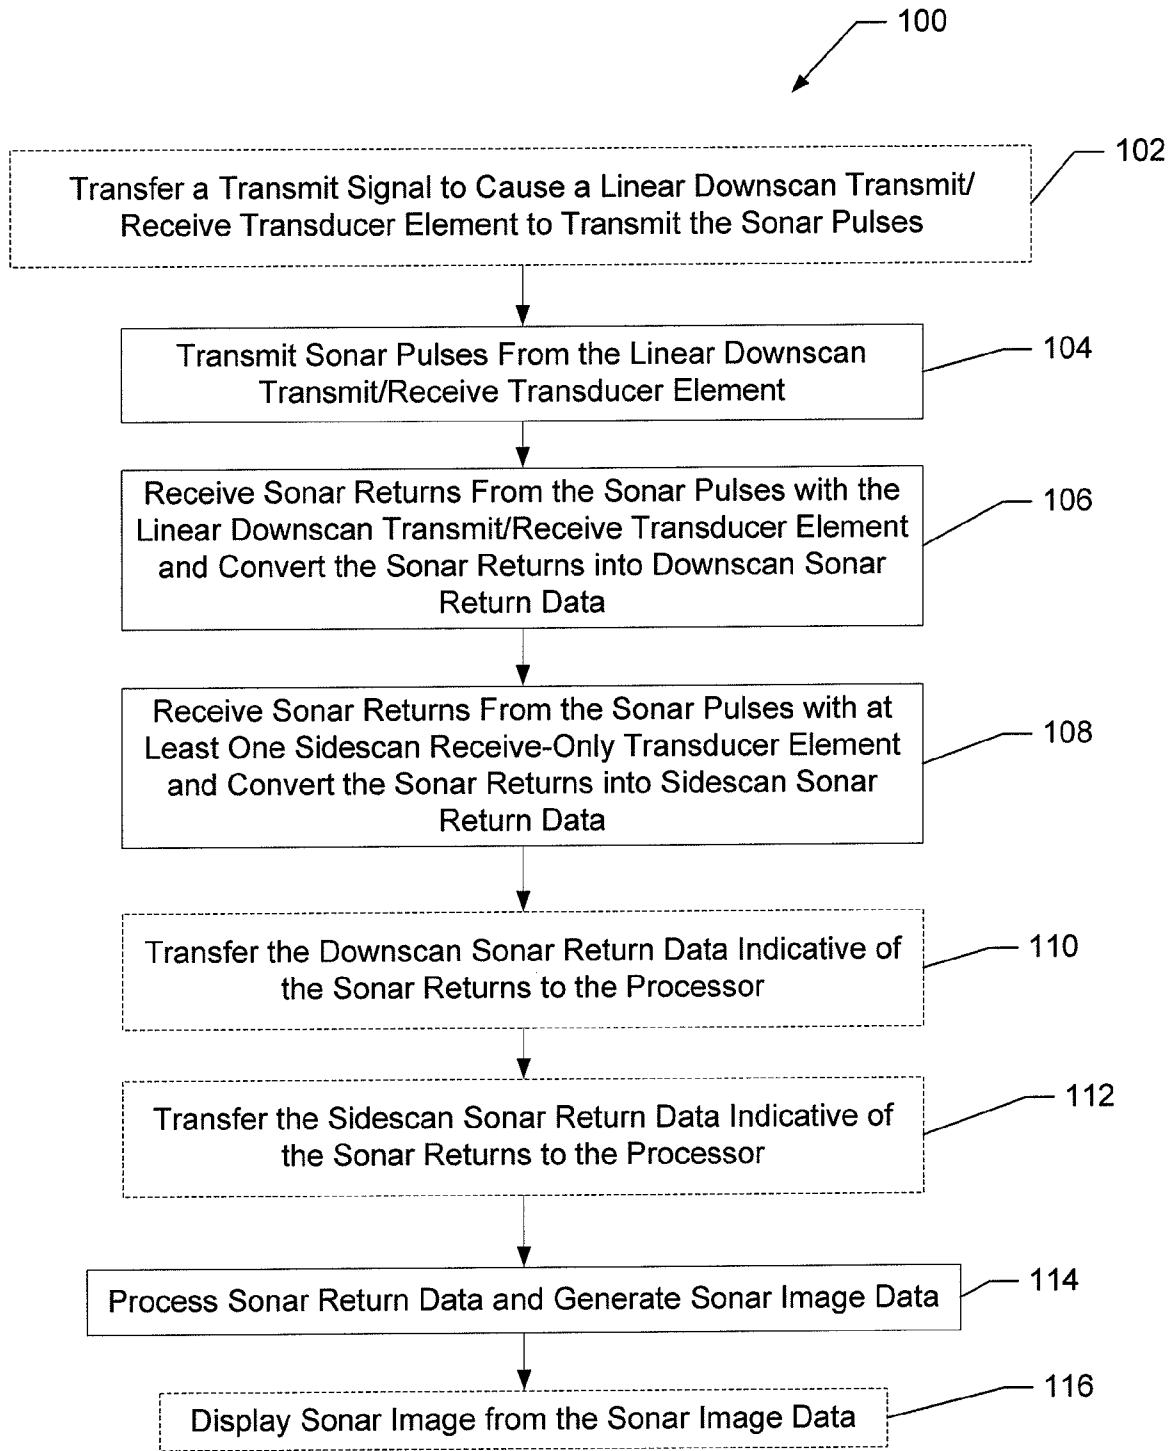 100
102
Transfer a Transmit Signal to Cause a Linear Downscan Transmit/
Receive Transducer Element to Transmit the Sonar Pulses
104
Transmit Sonar Pulses From the Linear Downscan
Transmit/Receive Transducer Element
106
Receive Sonar Returns From the Sonar Pulses with the
Linear Downscan Transmit/Receive Transducer Element
and Convert the Sonar Returns into Downscan Sonar
Return Data
108
Receive Sonar Returns From the Sonar Pulses with at
Least One Sidescan Receive-Only Transducer Element
and Convert the Sonar Returns into Sidescan Sonar
Return Data
110
Transfer the Downscan Sonar Return Data Indicative of
the Sonar Returns to the Processor
112
Transfer the Sidescan Sonar Return Data Indicative of
the Sonar Returns to the Processor
114
Process Sonar Return Data and Generate Sonar Image Data
116
Display Sonar Image from the Sonar Image Data